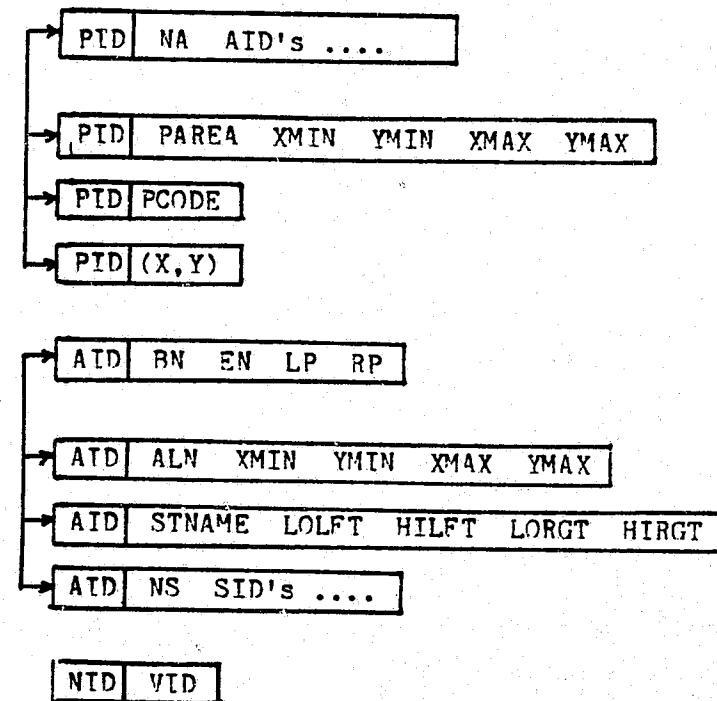 PID NA AID's ....
PID PAREA XMIN YMIN XMAX YMAX
PID PCODE
PID (X,Y)
AID BN EN LP RP
AID ALN XMIN YMIN XMAX YMAX
AID STNAME LOLFT HILFT LORGT HIRGT
AID NS SID's ....
NID VID